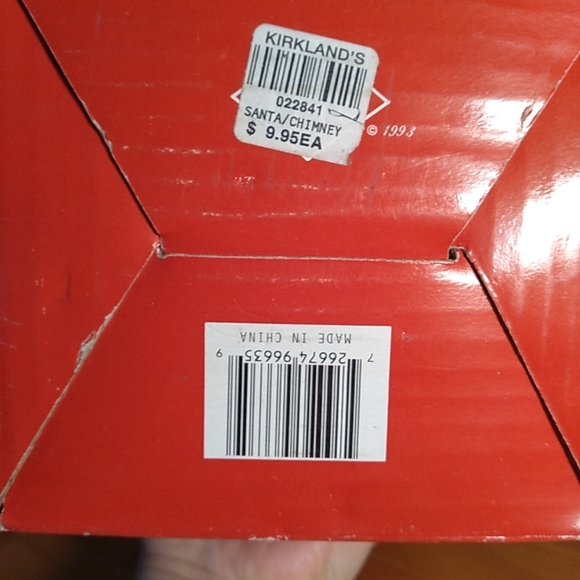 KIRKLAND'S
022841
SANTA/CHIMNEY
$ 9.95EA
© 1993
MADE IN CHINA
7 26674 96635 9